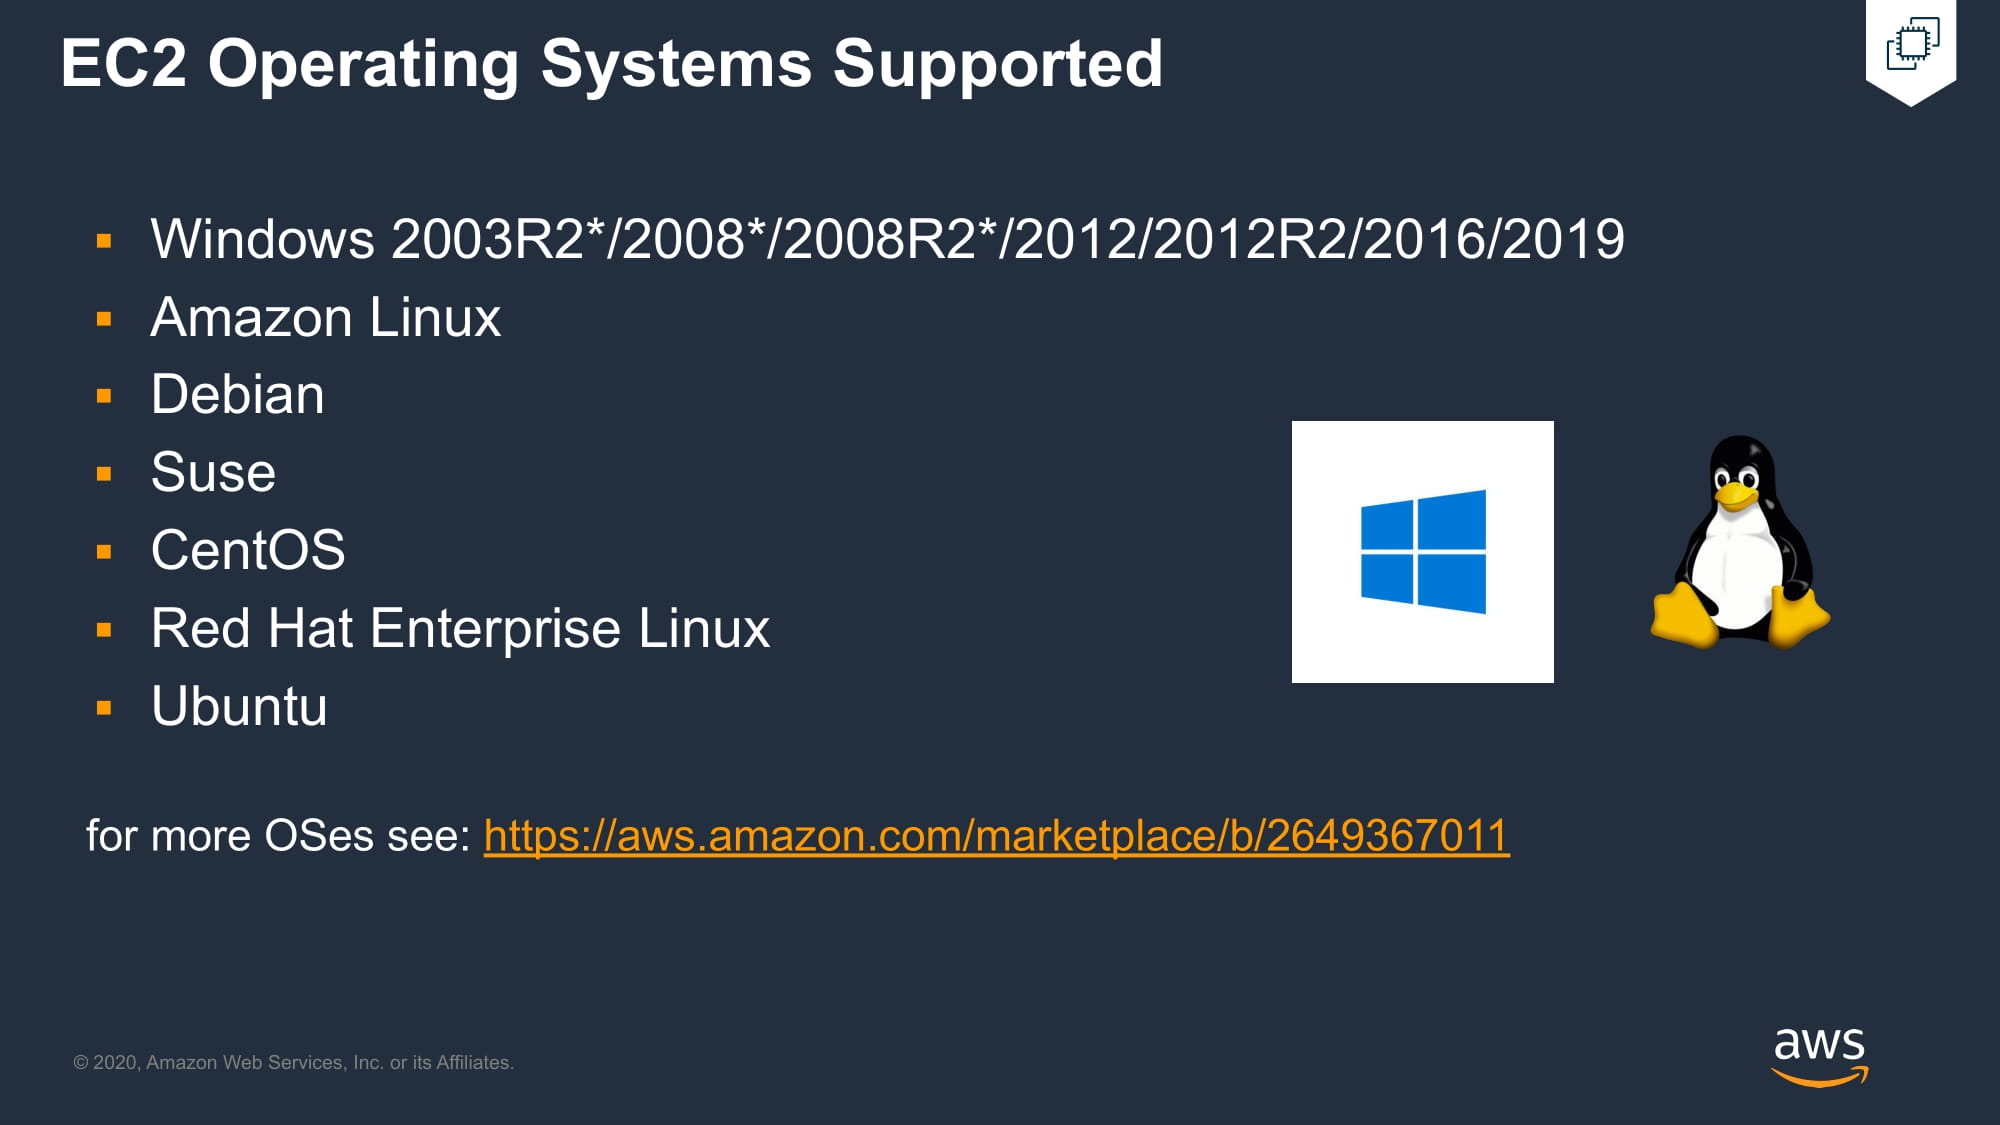 EC2 Operating Systems Supported
▪ Windows 2003R2*/2008*/2008R2*/2012/2012R2/2016/2019
▪ Amazon Linux
▪ Debian
▪ Suse
▪ CentOS
▪ Red Hat Enterprise Linux
▪ Ubuntu
for more OSes see: https://aws.amazon.com/marketplace/b/2649367011
© 2020, Amazon Web Services, Inc. or its Affiliates.
aws